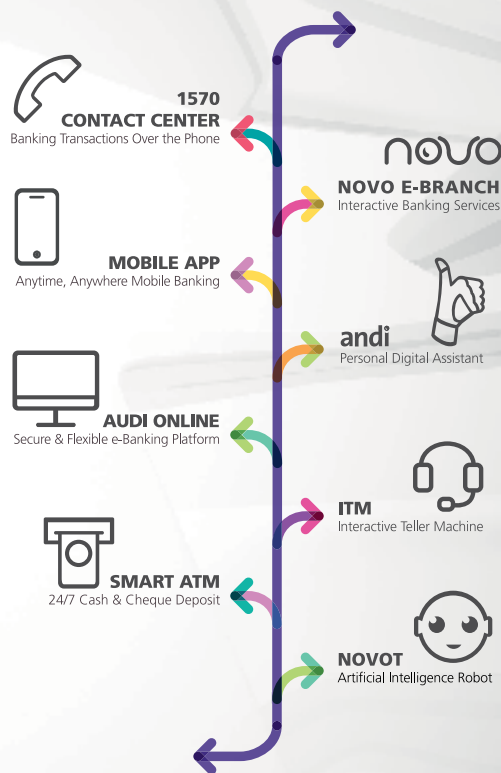 1570
CONTACT CENTER
Banking Transactions Over the Phone
novo
NOVO E-BRANCH
Interactive Banking Services
MOBILE APP
Anytime, Anywhere Mobile Banking
andi
Personal Digital Assistant
AUDI ONLINE
Secure & Flexible e-Banking Platform
ITM
Interactive Teller Machine
SMART ATM
24/7 Cash & Cheque Deposit
NOVOT
Artificial Intelligence Robot